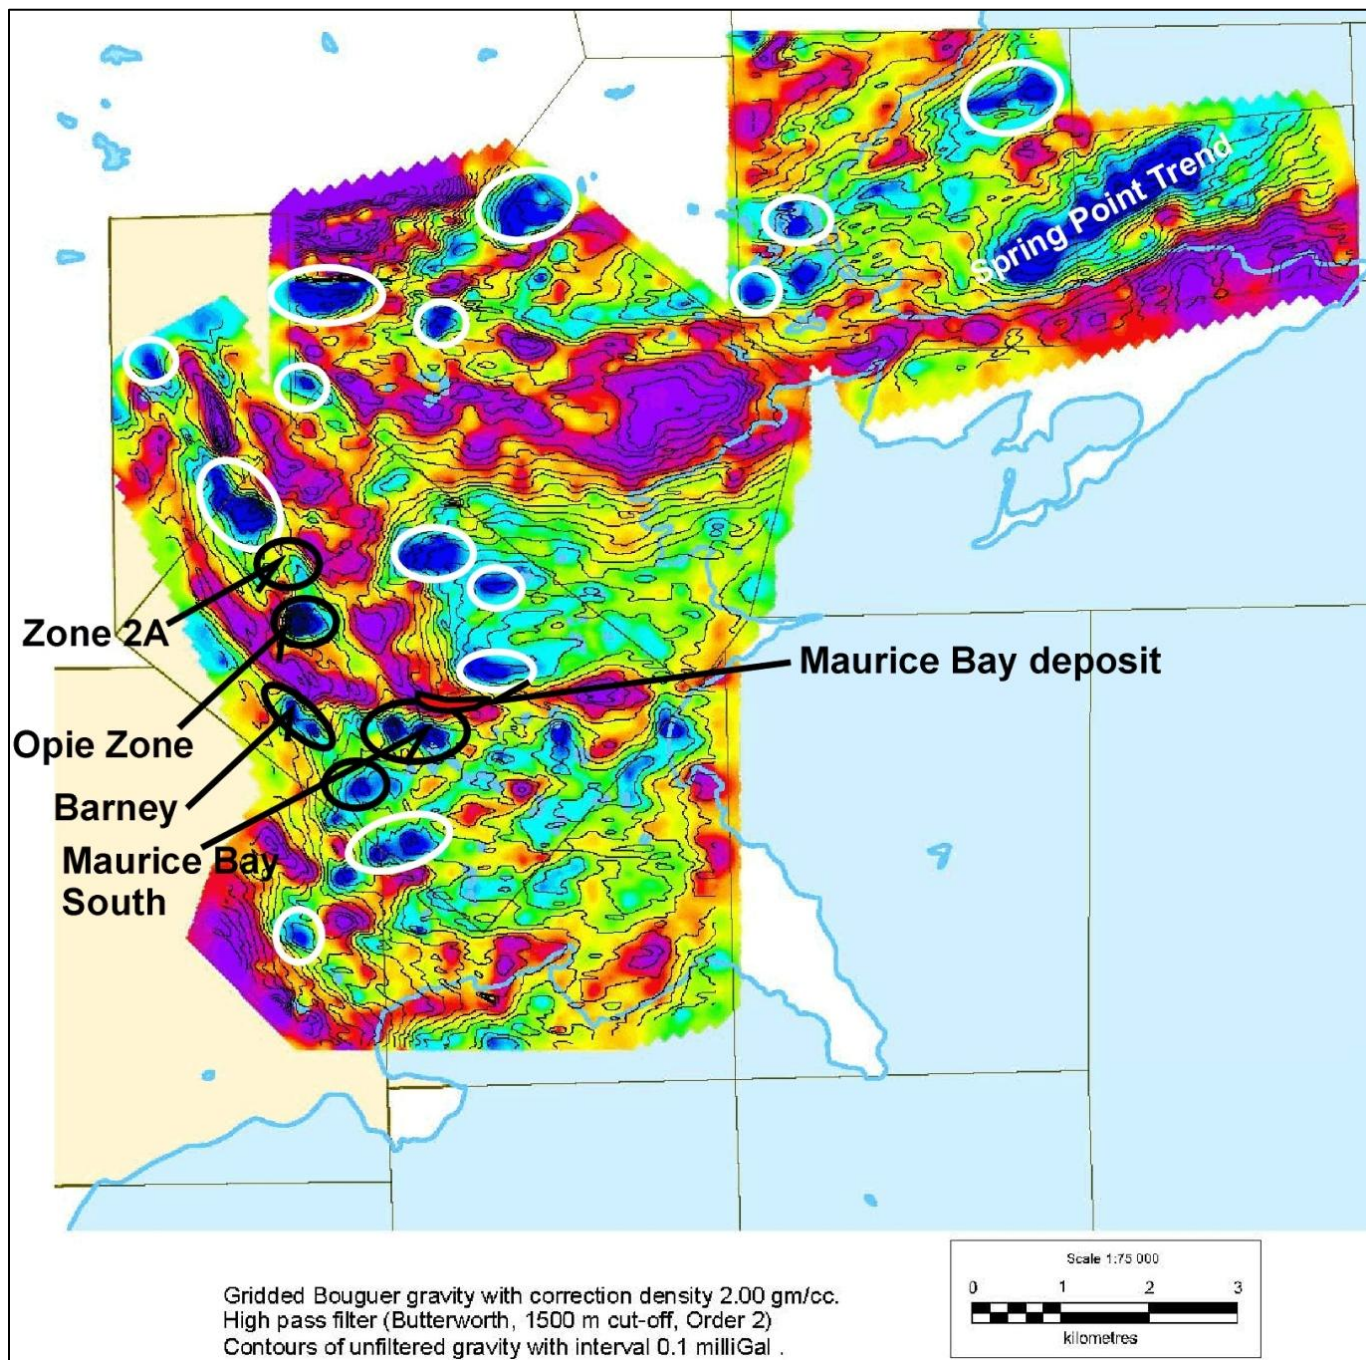 Spring Point Trend
Zone 2A
Maurice Bay deposit
Opie Zone
Barney
Maurice Bay
South
Scale 1:75 000
0 1 2 3
kilometres
Gridded Bouguer gravity with correction density 2.00 gm/cc.
High pass filter (Butterworth, 1500 m cut-off, Order 2)
Contours of unfiltered gravity with interval 0.1 milliGal .